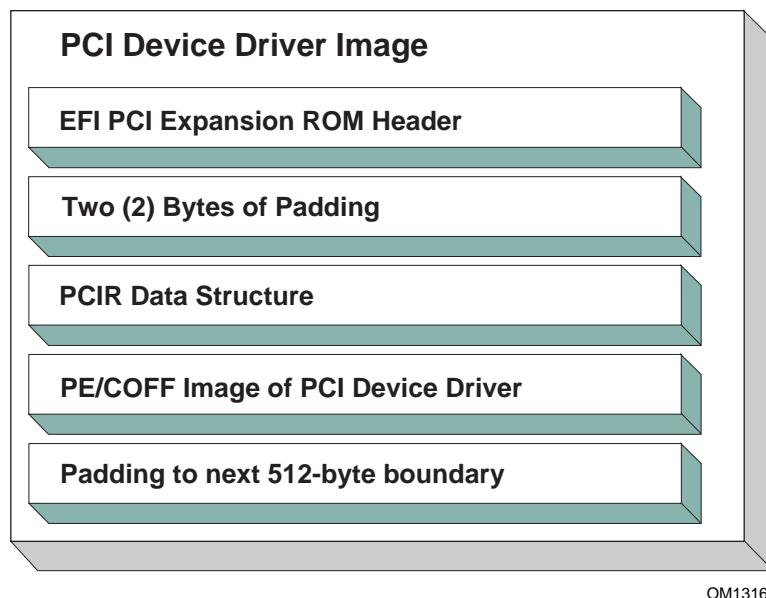 PCI Device Driver Image
EFI PCI Expansion ROM Header
Two (2) Bytes of Padding
PCIR Data Structure
PE/COFF Image of PCI Device Driver
Padding to next 512-byte boundary
OM1316